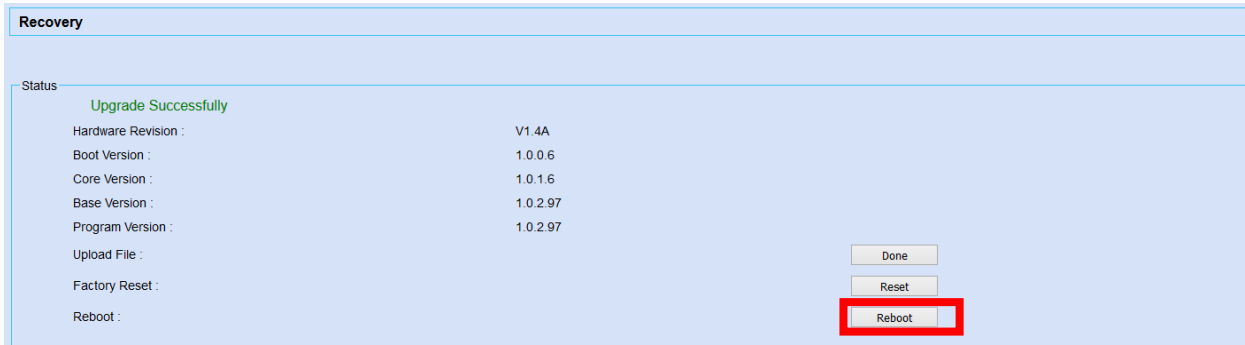 Recovery
Status
Upgrade Successfully
Hardware Revision : V1.4A
Boot Version : 1.0.0.6
Core Version : 1.0.1.6
Base Version : 1.0.2.97
Program Version : 1.0.2.97
Upload File : Done
Factory Reset : Reset
Reboot : Reboot